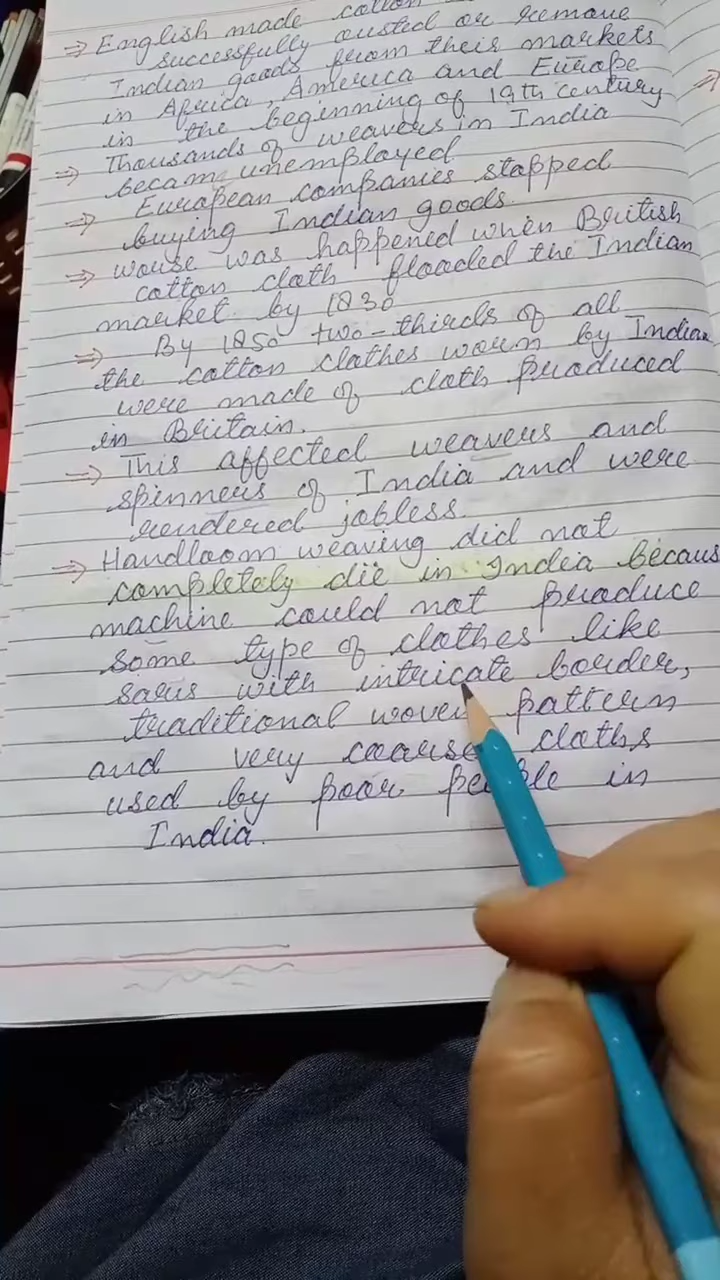 ⇒ English made cotton
successfully ousted or remove
Indian goods from their markets
in Africa, America and Europe
in the beginning of 19th century
⇒ Thousands of weavers in India
becam unemployed
⇒ European companies stopped
buying Indian goods.
⇒ worse was happened when British
cotton cloth flooded the Indian
market by 1830
⇒ By 1850 two-thirds of all
the cotton clothes worn by Indian
were made of cloth produced
in Britain.
⇒ This affected weavers and
spinners of India and were
rendered jobless.
⇒ Handloom weaving did not
completely die in India becaus
machine could not produce
some type of clothes like
saris with intricate border,
traditional woven pattern
and very coarse cloths
used by poor people in
India.